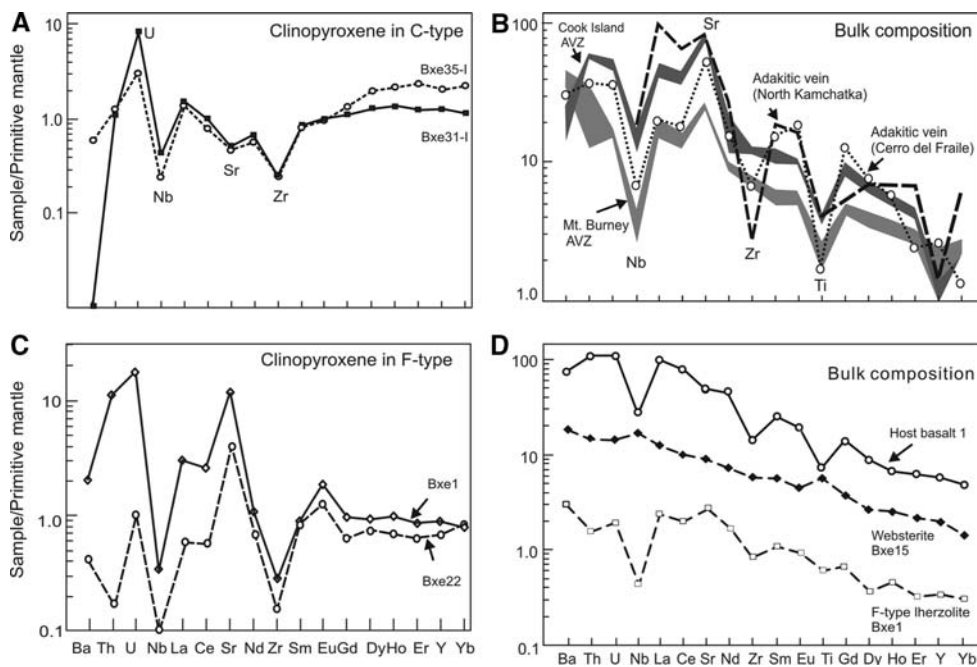 A
Clinopyroxene in C-type
10
1.0
0.1
Sample/Primitive mantle
U
Nb
Sr
Zr
Bxe35-I
Bxe31-I
B
Bulk composition
100
10
1.0
Cook Island
AVZ
Sr
Adakitic vein
(North Kamchatka)
Adakitic vein
(Cerro del Fraile)
Mt. Burney
AVZ
Nb
Zr
Ti
C
Clinopyroxene in F-type
10
1.0
0.1
Sample/Primitive mantle
Bxe1
Bxe22
Ba Th U Nb La Ce Sr Nd Zr Sm Eu Gd Dy Ho Er Y Yb
D
Bulk composition
100
10
1.0
0.1
Host basalt 1
Websterite
Bxe15
F-type lherzolite
Bxe1
Ba Th U Nb La Ce Sr Nd Zr Sm Eu Ti Gd Dy Ho Er Y Yb